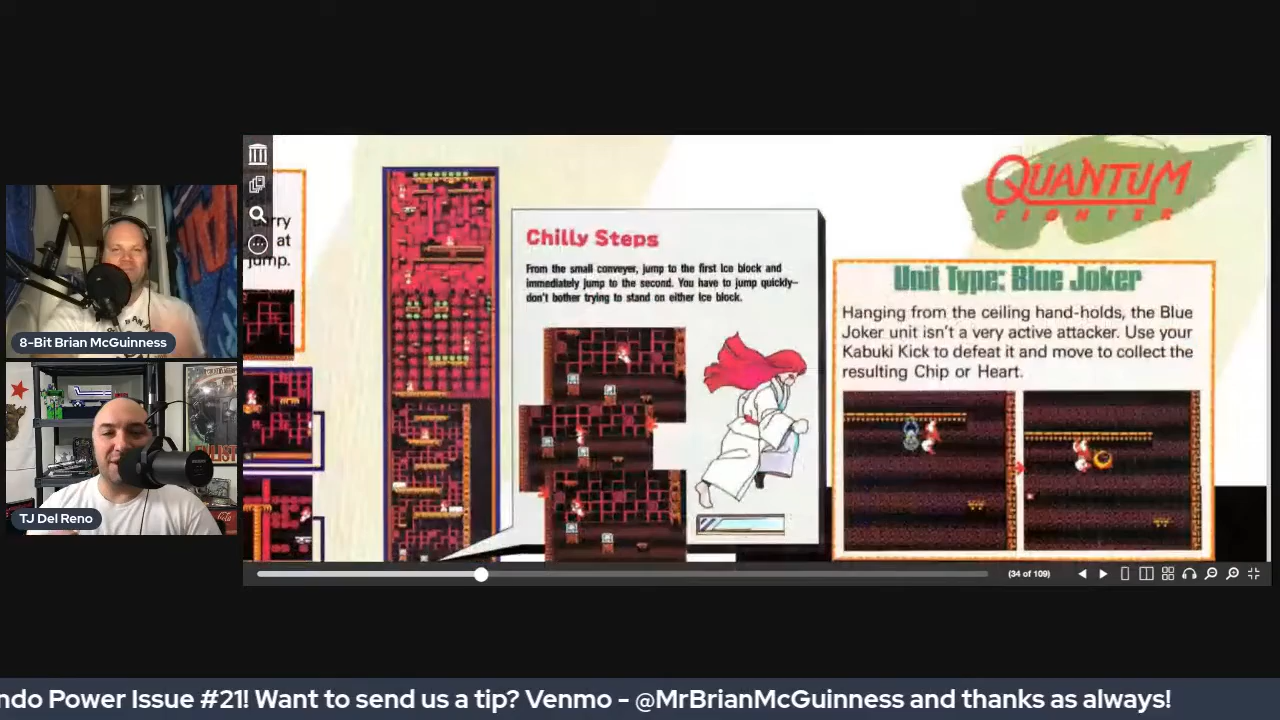 8-Bit Brian McGuinness
TJ Del Reno
at
jump.
Chilly Steps
From the small conveyer, jump to the first Ice block and
immediately jump to the second. You have to jump quickly–
don't bother trying to stand on either Ice block.
QUANTUM
FIGHTER
Unit Type: Blue Joker
Hanging from the ceiling hand-holds, the Blue
Joker unit isn't a very active attacker. Use your
Kabuki Kick to defeat it and move to collect the
resulting Chip or Heart.
(34 of 109)
ndo Power Issue #21! Want to send us a tip? Venmo - @MrBrianMcGuinness and thanks as always!